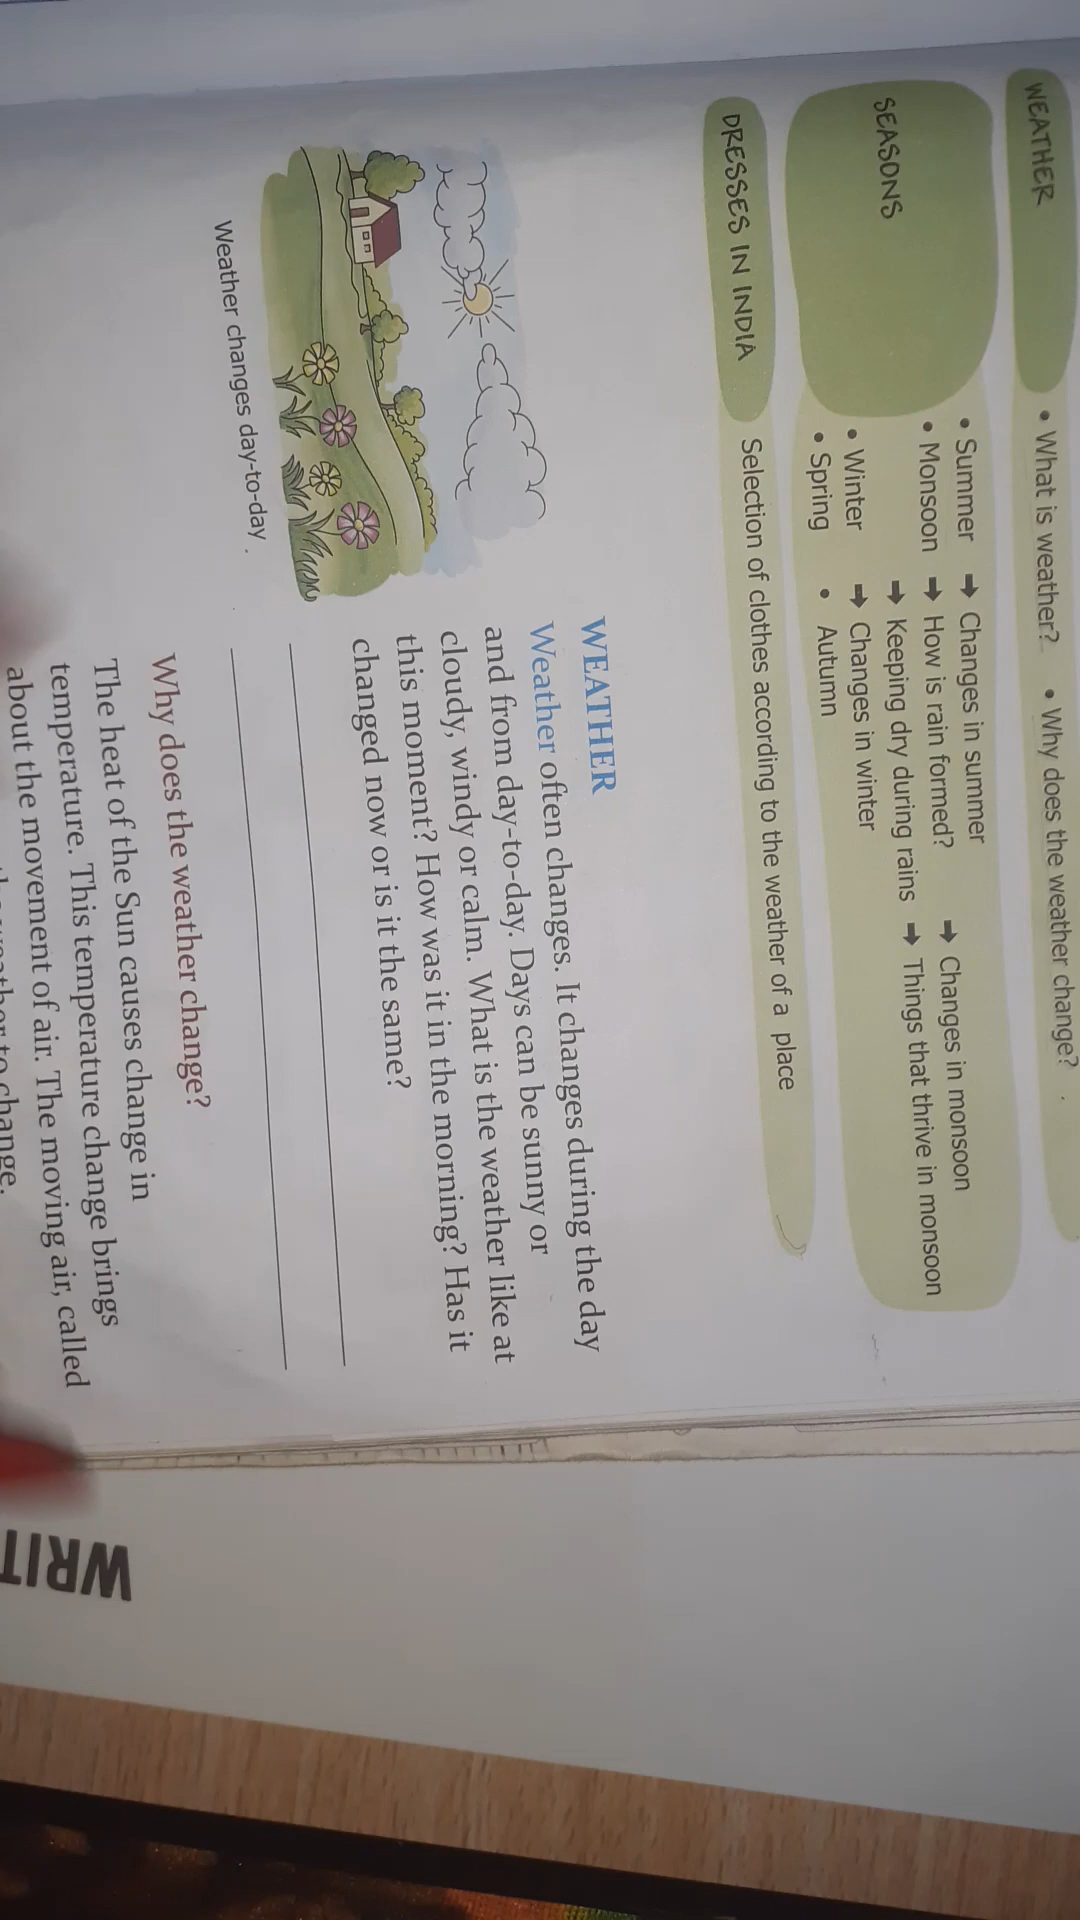 WEATHER
• What is weather? • Why does the weather change?
SEASONS
• Summer ➡ Changes in summer ➡ Changes in monsoon
• Monsoon ➡ How is rain formed?
➡ Keeping dry during rains ➡ Things that thrive in monsoon
• Winter ➡ Changes in winter
• Spring • Autumn
DRESSES IN INDIA Selection of clothes according to the weather of a place
WEATHER
Weather often changes. It changes during the day
and from day-to-day. Days can be sunny or
cloudy, windy or calm. What is the weather like at
this moment? How was it in the morning? Has it
changed now or is it the same?
Weather changes day-to-day
Why does the weather change?
The heat of the Sun causes change in
temperature. This temperature change brings
about the movement of air. The moving air, called
to change.
WRIT